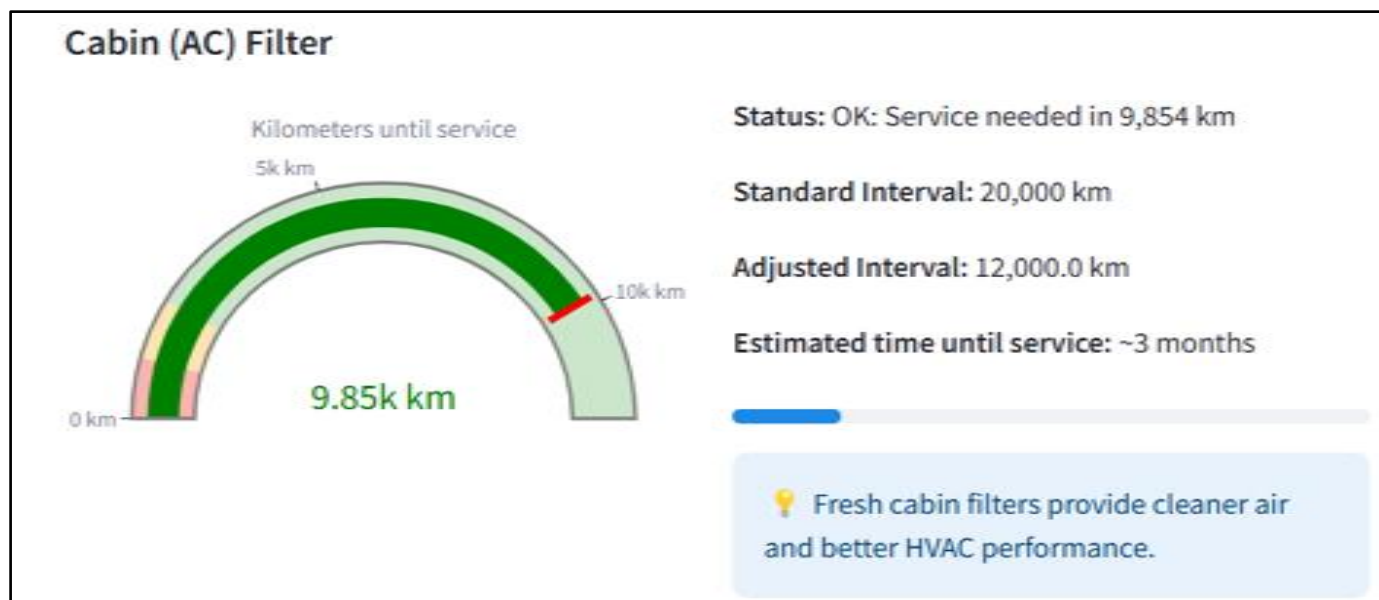 Cabin (AC) Filter
Kilometers until service
5k km
10k km
0 km
9.85k km
Status: OK: Service needed in 9,854 km
Standard Interval: 20,000 km
Adjusted Interval: 12,000.0 km
Estimated time until service: ~3 months
💡 Fresh cabin filters provide cleaner air
and better HVAC performance.